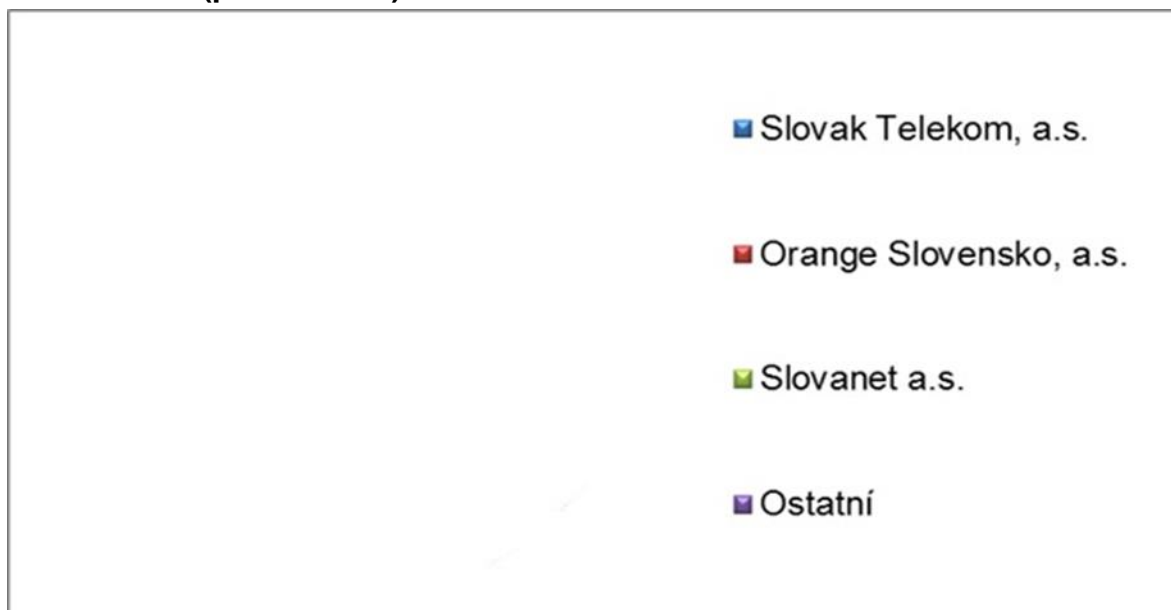 Slovak Telekom, a.s.
Orange Slovensko, a.s.
Slovanet a.s.
Ostatní